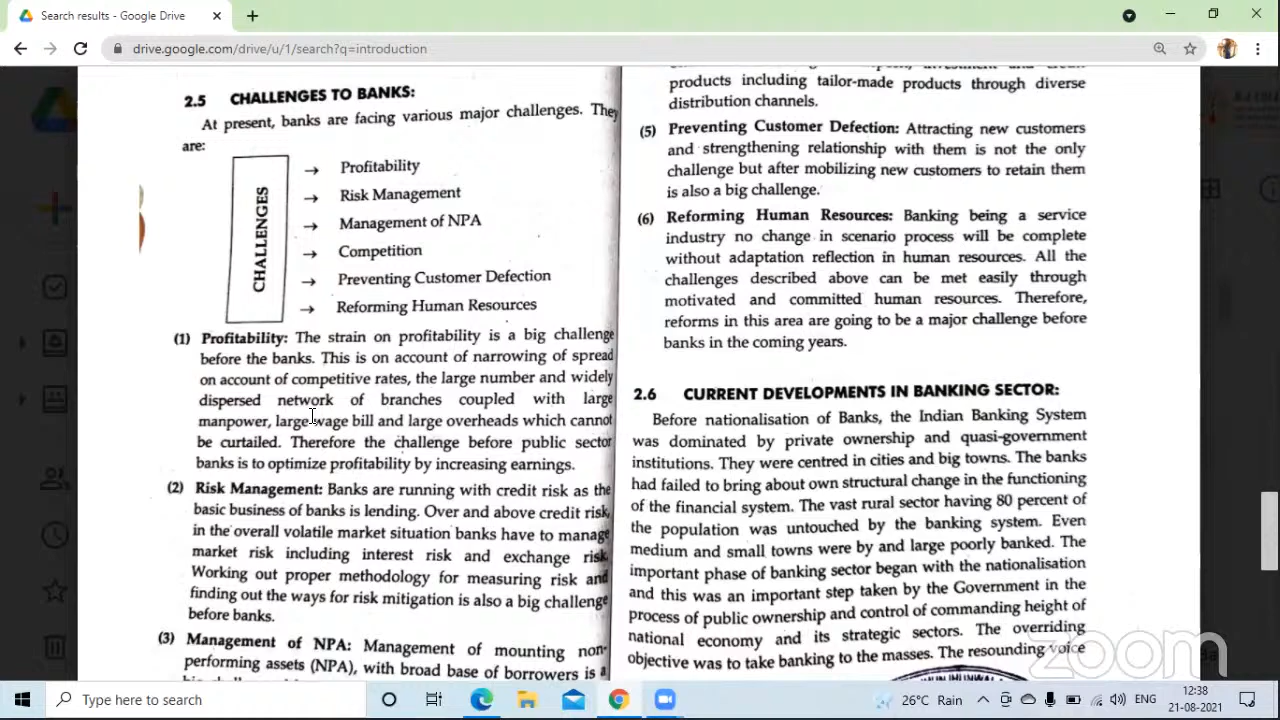 Search results - Google Drive
drive.google.com/drive/u/1/search?q=introduction
2.5 CHALLENGES TO BANKS:
At present, banks are facing various major challenges. They
are:
CHALLENGES
→ Profitability
→ Risk Management
→ Management of NPA
→ Competition
→ Preventing Customer Defection
→ Reforming Human Resources
(1) Profitability: The strain on profitability is a big challenge
before the banks. This is on account of narrowing of spread
on account of competitive rates, the large number and widely
dispersed network of branches coupled with large
manpower, large wage bill and large overheads which cannot
be curtailed. Therefore the challenge before public sector
banks is to optimize profitability by increasing earnings.
(2) Risk Management: Banks are running with credit risk as the
basic business of banks is lending. Over and above credit risk,
in the overall volatile market situation banks have to manage
market risk including interest risk and exchange risk.
Working out proper methodology for measuring risk and
finding out the ways for risk mitigation is also a big challenge
before banks.
(3) Management of NPA: Management of mounting non-
performing assets (NPA), with broad base of borrowers is a
products including tailor-made products through diverse
distribution channels.
(5) Preventing Customer Defection: Attracting new customers
and strengthening relationship with them is not the only
challenge but after mobilizing new customers to retain them
is also a big challenge.
(6) Reforming Human Resources: Banking being a service
industry no change in scenario process will be complete
without adaptation reflection in human resources. All the
challenges described above can be met easily through
motivated and committed human resources. Therefore,
reforms in this area are going to be a major challenge before
banks in the coming years.
2.6 CURRENT DEVELOPMENTS IN BANKING SECTOR:
Before nationalisation of Banks, the Indian Banking System
was dominated by private ownership and quasi-government
institutions. They were centred in cities and big towns. The banks
had failed to bring about own structural change in the functioning
of the financial system. The vast rural sector having 80 percent of
the population was untouched by the banking system. Even
medium and small towns were by and large poorly banked. The
important phase of banking sector began with the nationalisation
and this was an important step taken by the Government in the
process of public ownership and control of commanding height of
national economy and its strategic sectors. The overriding
objective was to take banking to the masses. The resounding voice
zoom
Type here to search
26°C Rain
ENG
12:38
21-08-2021